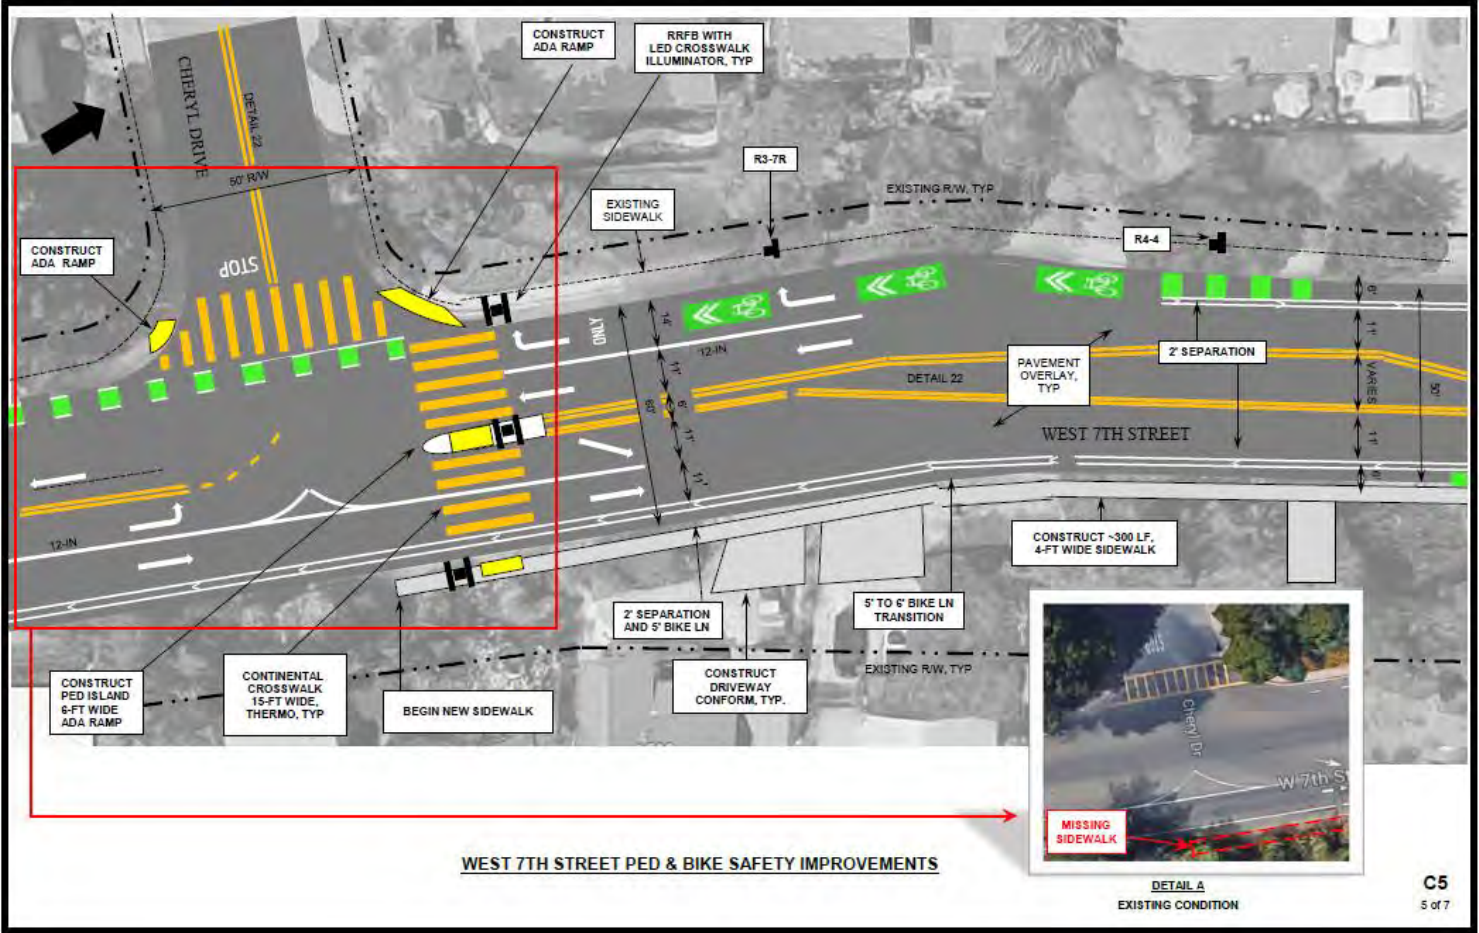 CONSTRUCT
ADA RAMP
RRFB WITH
LED CROSSWALK
ILLUMINATOR, TYP
CHERYL DRIVE
DETAIL 22
50' R/W
R3-7R
EXISTING
SIDEWALK
EXISTING R/W, TYP
R4-4
CONSTRUCT
ADA RAMP
STOP
ONLY
12-IN
14'
11'
6'
11'
11'
60'
PAVEMENT
OVERLAY,
TYP
2' SEPARATION
DETAIL 22
WEST 7TH STREET
6'
11'
VARIES
11'
6'
50'
12-IN
CONSTRUCT ~300 LF,
4-FT WIDE SIDEWALK
2' SEPARATION
AND 5' BIKE LN
5' TO 6' BIKE LN
TRANSITION
EXISTING R/W, TYP
CONSTRUCT
PED ISLAND
6-FT WIDE
ADA RAMP
CONTINENTAL
CROSSWALK
15-FT WIDE,
THERMO, TYP
BEGIN NEW SIDEWALK
CONSTRUCT
DRIVEWAY
CONFORM, TYP.
Cheryl Dr
W 7th St
MISSING
SIDEWALK
WEST 7TH STREET PED & BIKE SAFETY IMPROVEMENTS
DETAIL A
EXISTING CONDITION
C5
5 of 7